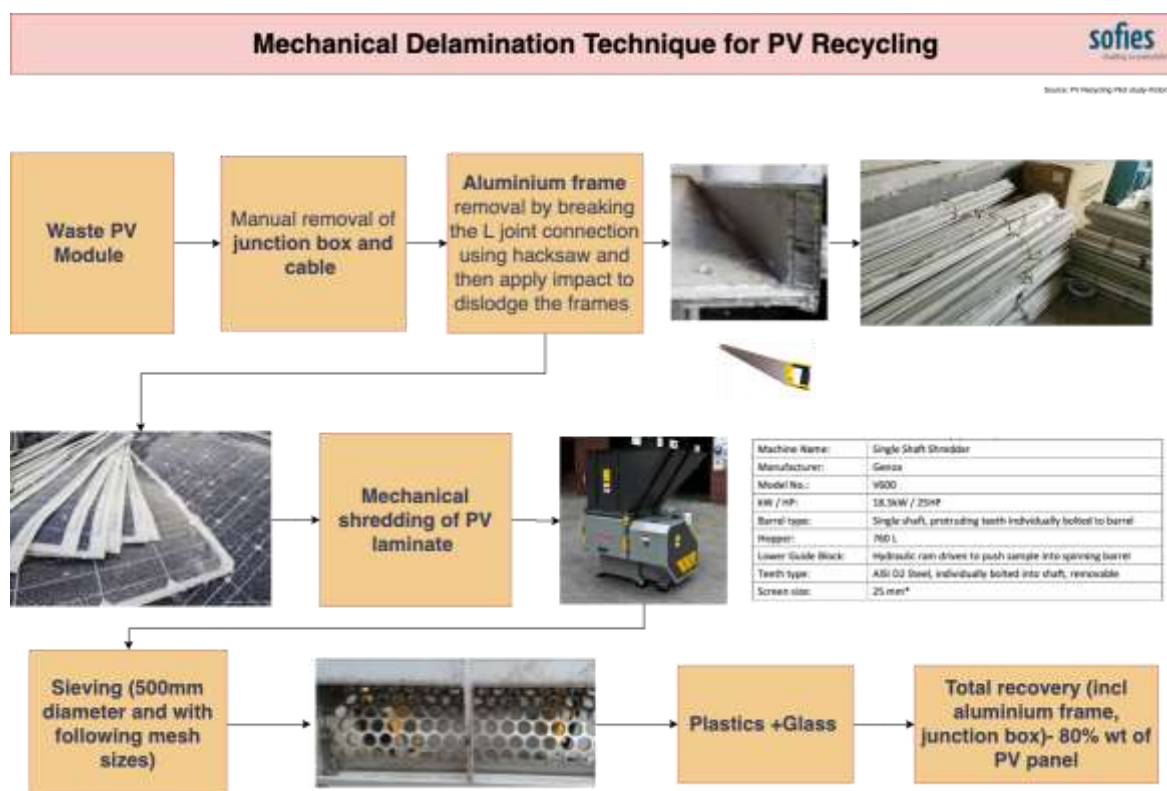 Mechanical Delamination Technique for PV Recycling
sofies
Source: PV Recycling Pilot study-
Waste PV
Module
Manual removal of
junction box and
cable
Aluminium frame
removal by breaking
the L joint connection
using hacksaw and
then apply impact to
dislodge the frames
Mechanical
shredding of PV
laminate
Machine Name: Single Shaft Shredder
Manufacturer: Genox
Model No.: V600
kW / HP: 18.5kW / 25HP
Barrel type: Single shaft, protruding teeth individually bolted to barrel
Hopper: 760 L
Lower Guide Block: Hydraulic ram driven to push sample into spinning barrel
Teeth type: AISI D2 Steel, individually bolted into shaft, removable
Screen size: 25 mm*
Sieving (500mm
diameter and with
following mesh
sizes)
Plastics +Glass
Total recovery (incl
aluminium frame,
junction box)- 80% wt of
PV panel